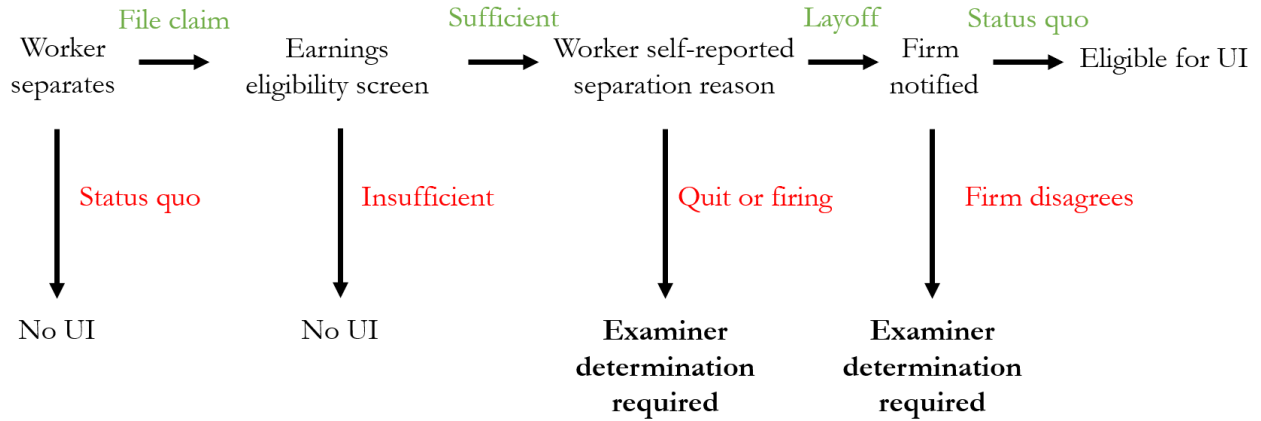 File claim
Sufficient
Layoff
Status quo
Worker
separates
Earnings
eligibility screen
Worker self-reported
separation reason
Firm
notified
Eligible for UI
Status quo
Insufficient
Quit or firing
Firm disagrees
No UI
No UI
Examiner
determination
required
Examiner
determination
required